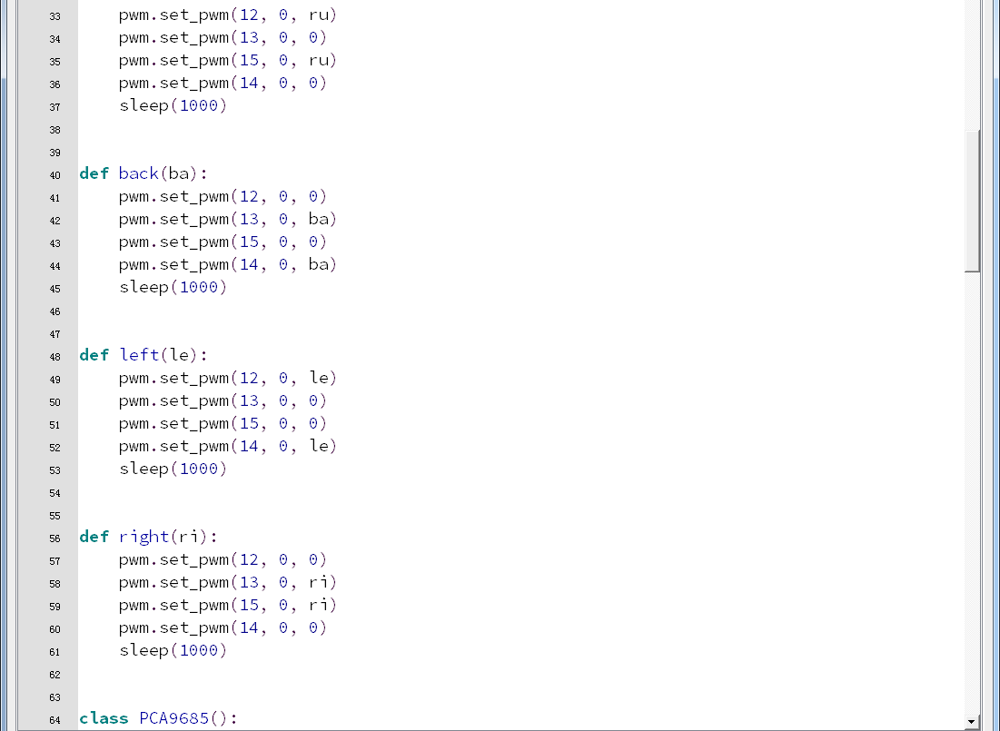 33 pwm.set_pwm(12, 0, ru)
34 pwm.set_pwm(13, 0, 0)
35 pwm.set_pwm(15, 0, ru)
36 pwm.set_pwm(14, 0, 0)
37 sleep(1000)
38
39
40 def back(ba):
41 pwm.set_pwm(12, 0, 0)
42 pwm.set_pwm(13, 0, ba)
43 pwm.set_pwm(15, 0, 0)
44 pwm.set_pwm(14, 0, ba)
45 sleep(1000)
46
47
48 def left(le):
49 pwm.set_pwm(12, 0, le)
50 pwm.set_pwm(13, 0, 0)
51 pwm.set_pwm(15, 0, 0)
52 pwm.set_pwm(14, 0, le)
53 sleep(1000)
54
55
56 def right(ri):
57 pwm.set_pwm(12, 0, 0)
58 pwm.set_pwm(13, 0, ri)
59 pwm.set_pwm(15, 0, ri)
60 pwm.set_pwm(14, 0, 0)
61 sleep(1000)
62
63
64 class PCA9685():